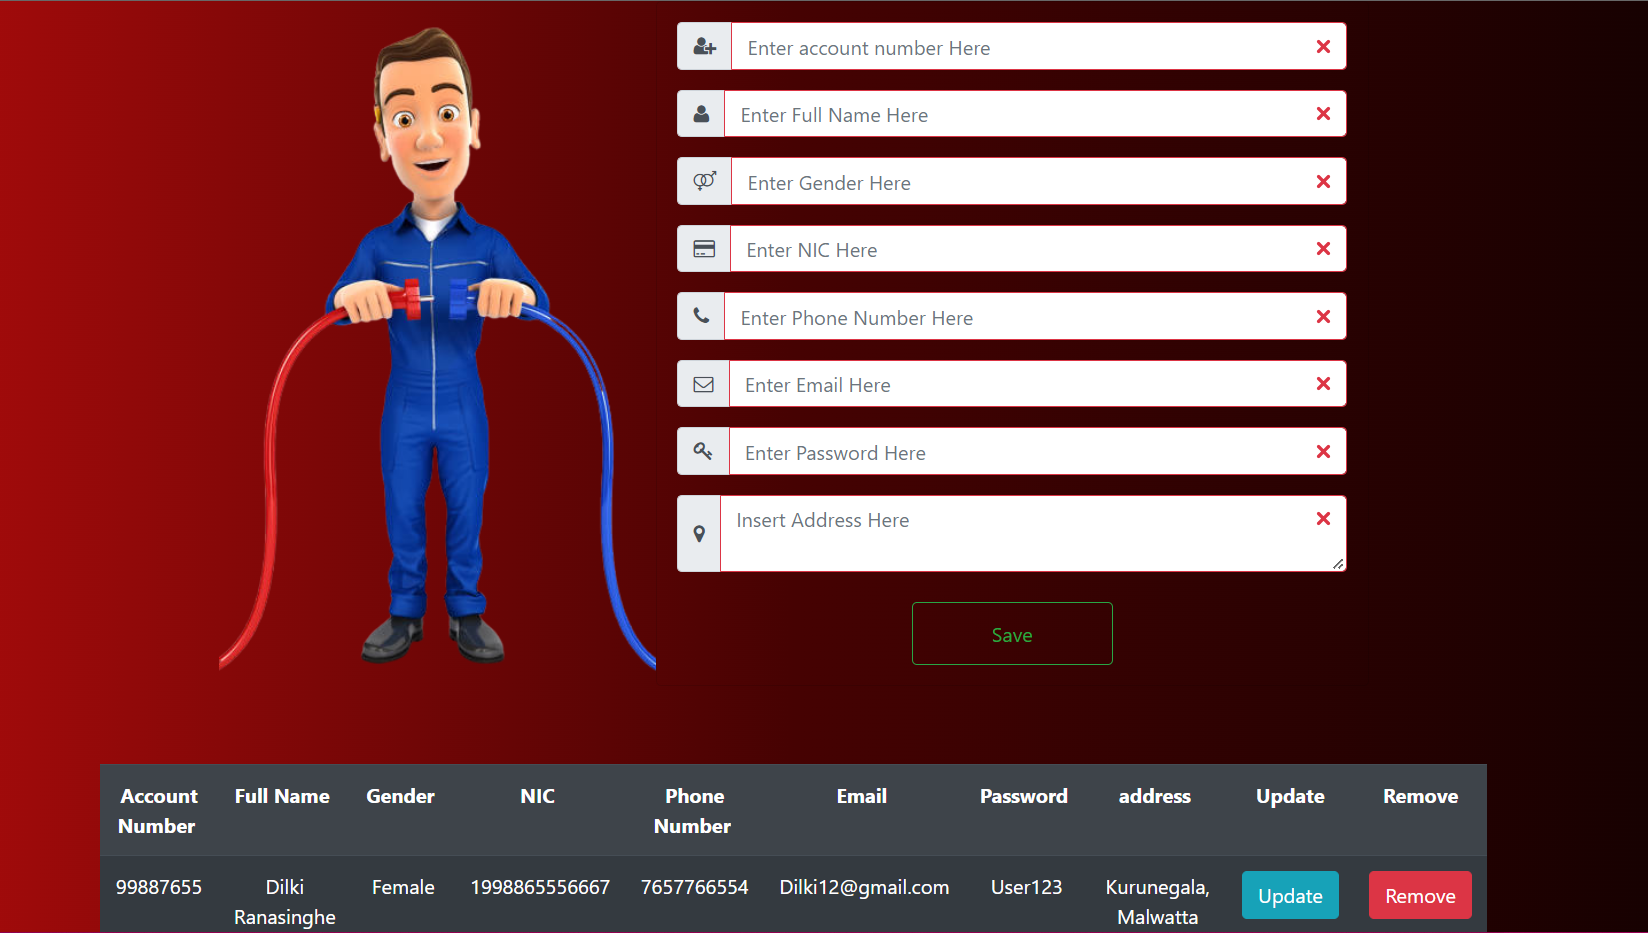 Enter account number Here
Enter Full Name Here
Enter Gender Here
Enter NIC Here
Enter Phone Number Here
Enter Email Here
Enter Password Here
Insert Address Here
Save
Account Number Full Name Gender NIC Phone Number Email Password address Update Remove
99887655 Dilki Ranasinghe Female 1998865556667 7657766554 Dilki12@gmail.com User123 Kurunegala, Malwatta Update Remove